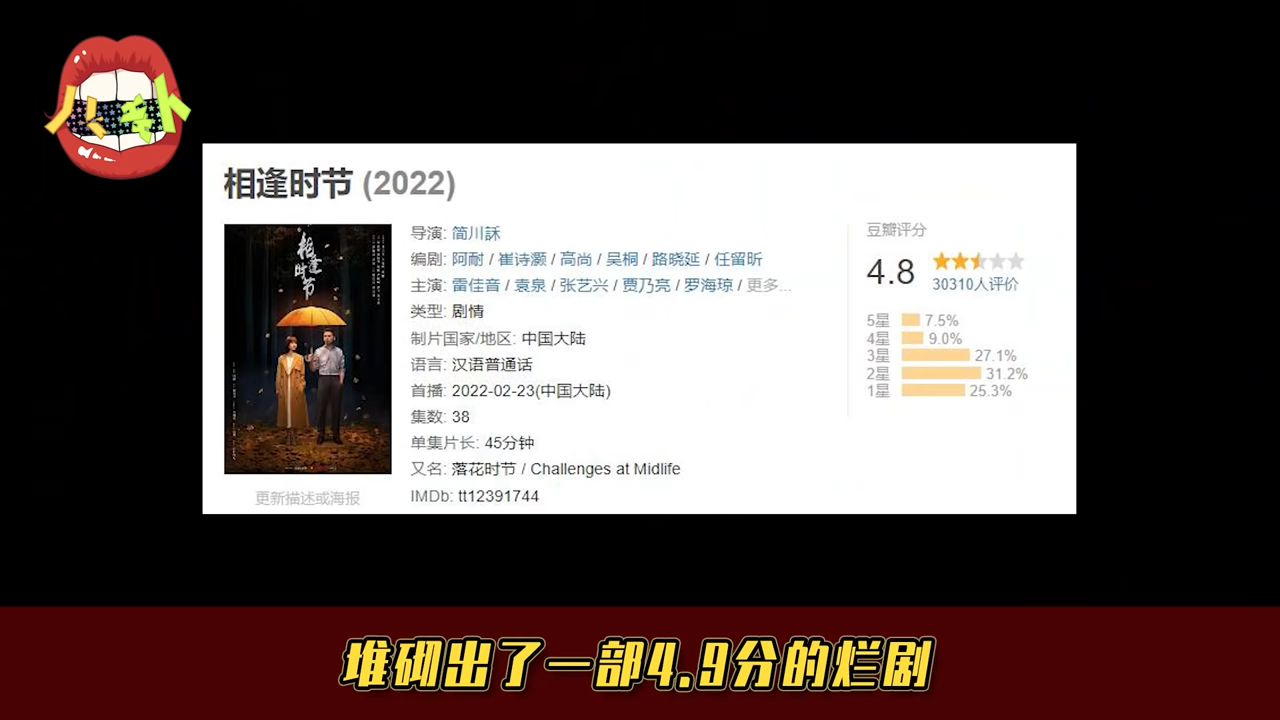 八卦
相逢时节 (2022)
相逢时节
导演: 简川訸
编剧: 阿耐 / 崔诗灏 / 高尚 / 吴桐 / 路晓延 / 任留昕
主演: 雷佳音 / 袁泉 / 张艺兴 / 贾乃亮 / 罗海琼 / 更多...
类型: 剧情
制片国家/地区: 中国大陆
语言: 汉语普通话
首播: 2022-02-23(中国大陆)
集数: 38
单集片长: 45分钟
又名: 落花时节 / Challenges at Midlife
IMDb: tt12391744
更新描述或海报
豆瓣评分
4.8
30310人评价
5星 7.5%
4星 9.0%
3星 27.1%
2星 31.2%
1星 25.3%
堆砌出了一部4.9分的烂剧